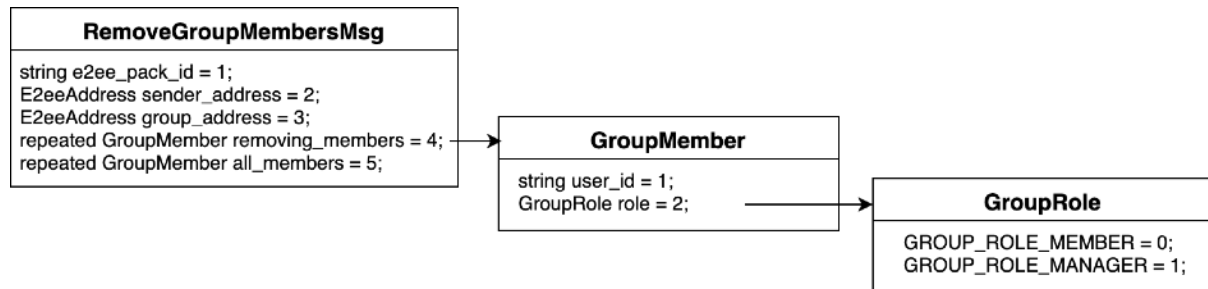 RemoveGroupMembersMsg
string e2ee_pack_id = 1;
E2eeAddress sender_address = 2;
E2eeAddress group_address = 3;
repeated GroupMember removing_members = 4;
repeated GroupMember all_members = 5;
GroupMember
string user_id = 1;
GroupRole role = 2;
GroupRole
GROUP_ROLE_MEMBER = 0;
GROUP_ROLE_MANAGER = 1;